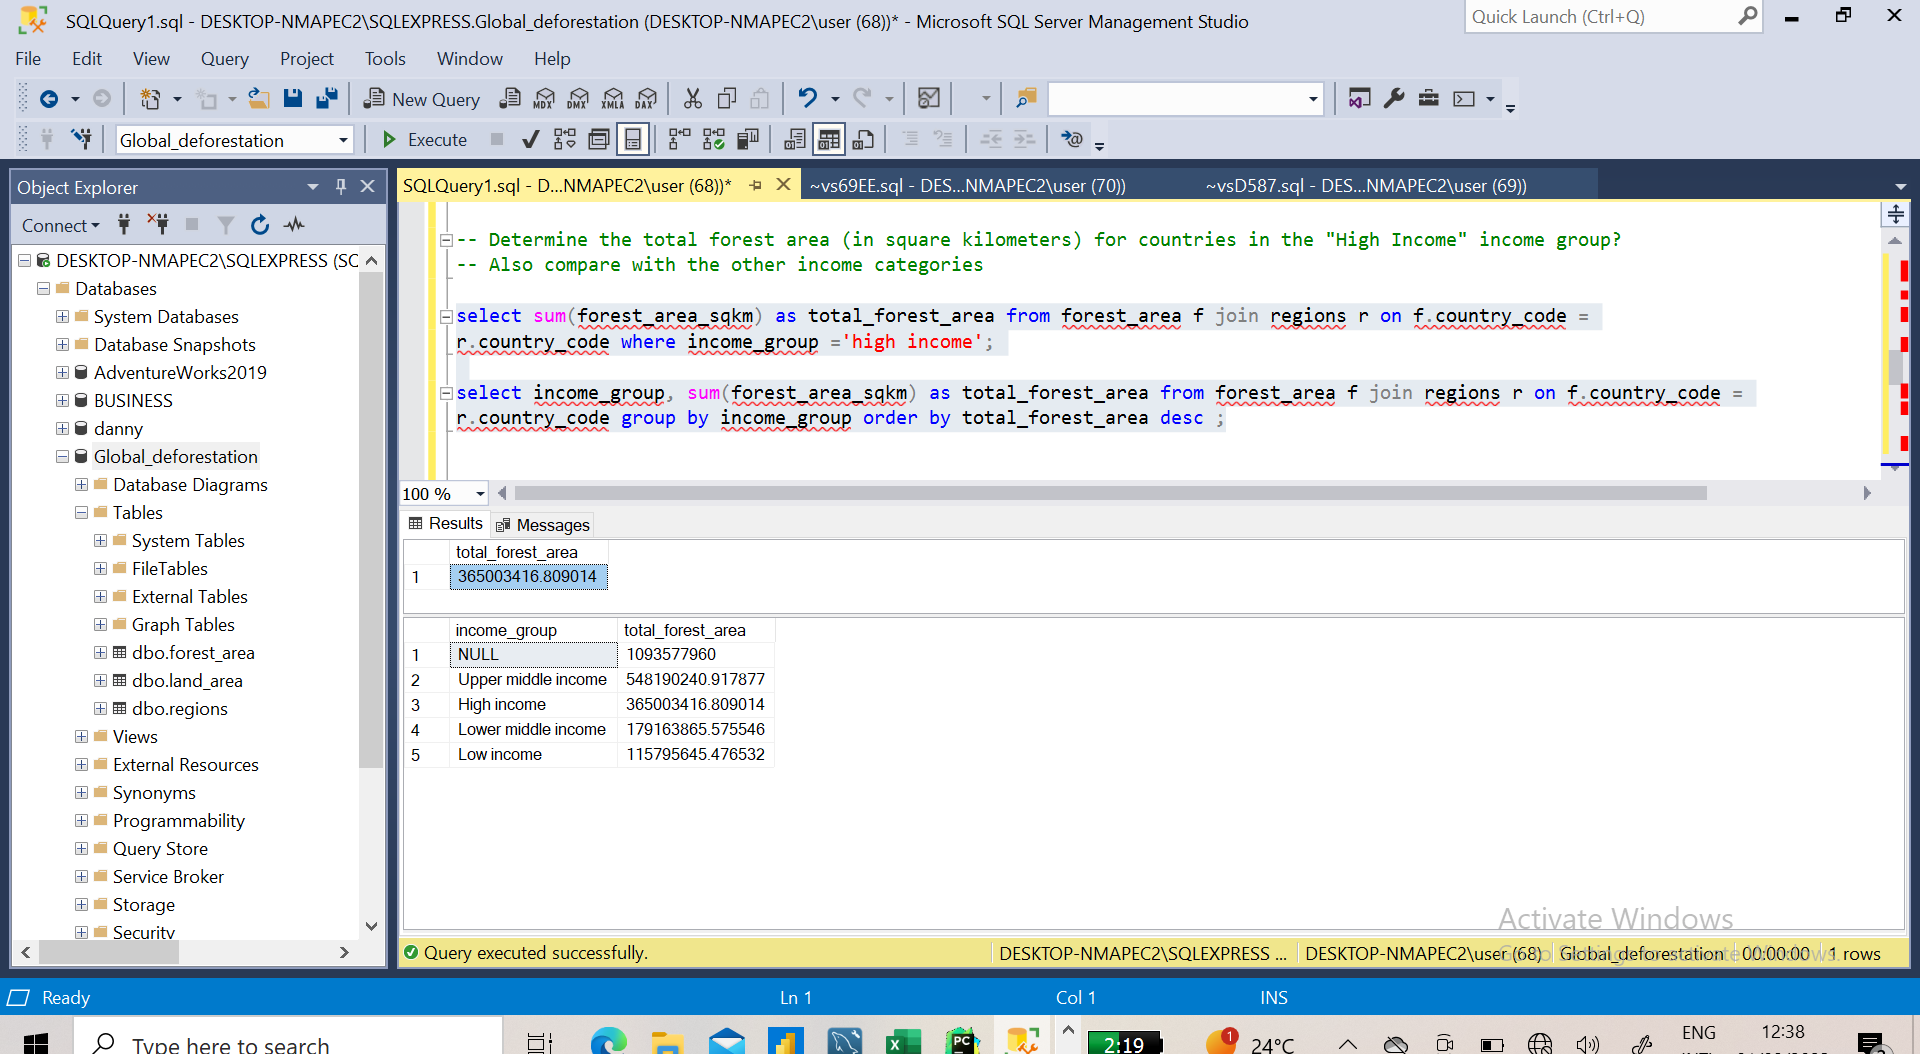 SQLQuery1.sql - DESKTOP-NMAPEC2\SQLEXPRESS.Global_deforestation (DESKTOP-NMAPEC2\user (68))* - Microsoft SQL Server Management Studio
Quick Launch (Ctrl+Q)
File Edit View Query Project Tools Window Help
New Query MDX DMX XMLA DAX
Global_deforestation Execute
Object Explorer
SQLQuery1.sql - D...NMAPEC2\user (68))* ~vs69EE.sql - DES...NMAPEC2\user (70)) ~vsD587.sql - DES...NMAPEC2\user (69))
Connect
DESKTOP-NMAPEC2\SQLEXPRESS (SC
Databases
System Databases
Database Snapshots
AdventureWorks2019
BUSINESS
danny
Global_deforestation
Database Diagrams
Tables
System Tables
FileTables
External Tables
Graph Tables
dbo.forest_area
dbo.land_area
dbo.regions
Views
External Resources
Synonyms
Programmability
Query Store
Service Broker
Storage
Security
-- Determine the total forest area (in square kilometers) for countries in the "High Income" income group?
-- Also compare with the other income categories
select sum(forest_area_sqkm) as total_forest_area from forest_area f join regions r on f.country_code =
r.country_code where income_group ='high income';
select income_group, sum(forest_area_sqkm) as total_forest_area from forest_area f join regions r on f.country_code =
r.country_code group by income_group order by total_forest_area desc ;
100 %
Results Messages
total_forest_area
1 365003416.809014
income_group total_forest_area
1 NULL 1093577960
2 Upper middle income 548190240.917877
3 High income 365003416.809014
4 Lower middle income 179163865.575546
5 Low income 115795645.476532
Activate Windows
Query executed successfully. DESKTOP-NMAPEC2\SQLEXPRESS ... DESKTOP-NMAPEC2\user (68) Global_deforestation 00:00:00 1 rows
Ready Ln 1 Col 1 INS
Type here to search
PC
2:19
1
24°C
ENG
12:38